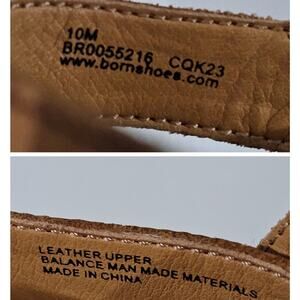 10M
BR0055216 CQK23
www.bornshoes.com
LEATHER UPPER
BALANCE MAN MADE MATERIALS
MADE IN CHINA